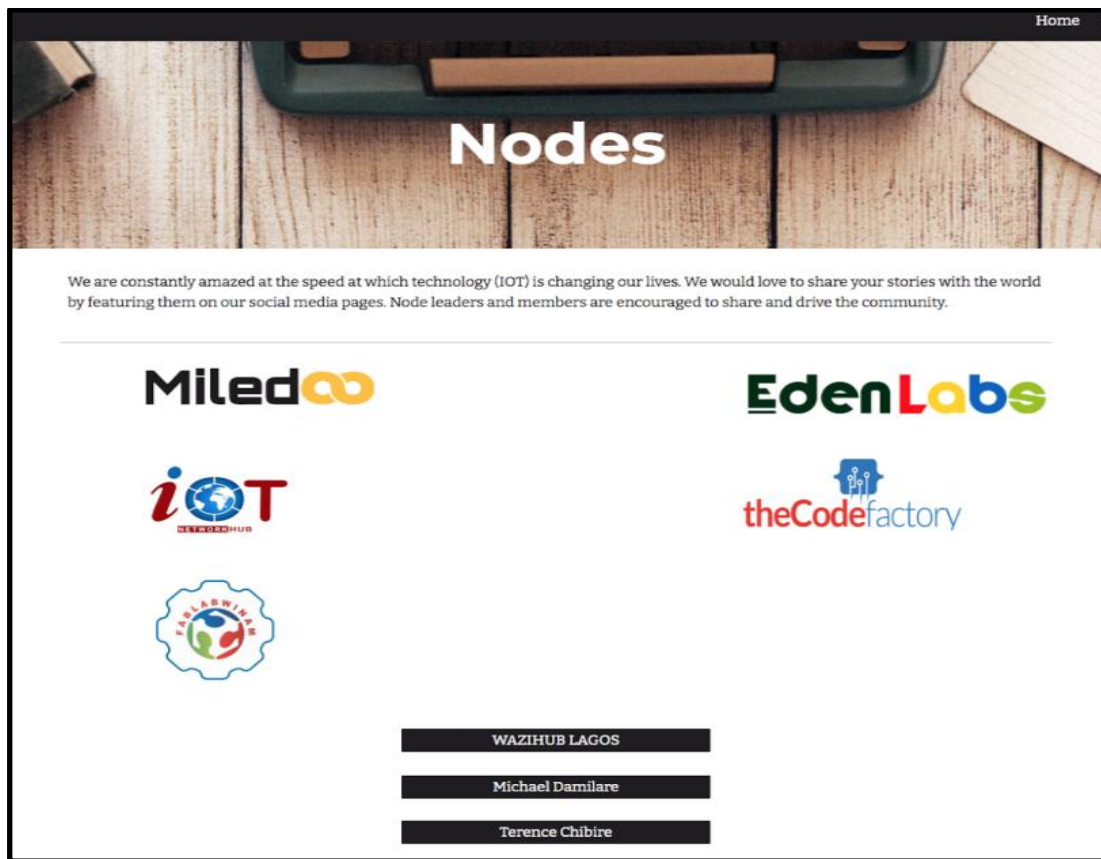 Home
Nodes
We are constantly amazed at the speed at which technology (IOT) is changing our lives. We would love to share your stories with the world
by featuring them on our social media pages. Node leaders and members are encouraged to share and drive the community.
Miledoo
EdenLabs
iOT
NETWORKHUB
theCodefactory
FABLABWINAM
WAZIHUB LAGOS
Michael Damilare
Terence Chibire